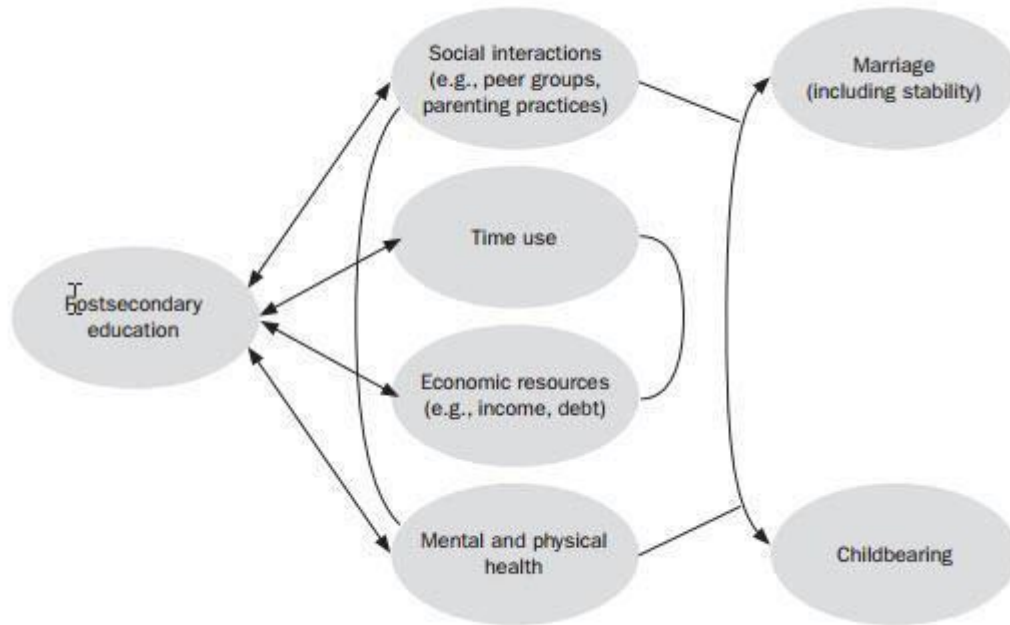 Social interactions
(e.g., peer groups,
parenting practices)
Marriage
(including stability)
Time use
Postsecondary
education
Economic resources
(e.g., income, debt)
Mental and physical
health
Childbearing